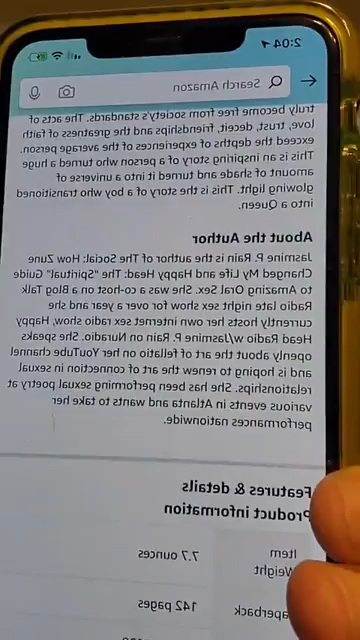 2:04
Search Amazon
truly become free from society's standards. The acts of
love, trust, deceit, friendships and the greatness of faith
exceed the depths of experiences of the average person.
This is an inspiring story of a person who turned a huge
amount of shade and turned it into a universe of
glowing light. This is the story of a boy who transitioned
into a Queen.
About the Author
Jasmine P. Rain is the author of The Social: How Zune
Changed My Life and Happy Head: The "Spiritual" Guide
to Amazing Oral Sex. She was a co-host on a Blog Talk
Radio late night sex show for over a year and she
currently hosts her own internet sex radio show, Happy
Head Radio w/Jasmine P. Rain on Nuradio. She speaks
openly about the art of fellatio on her YouTube channel
and is hoping to renew the art of connection in sexual
relationships. She has been performing sexual poetry at
various events in Atlanta and wants to take her
performances nationwide.
Features & details
Product information
Item 7.7 ounces
Weight
Paperback 142 pages